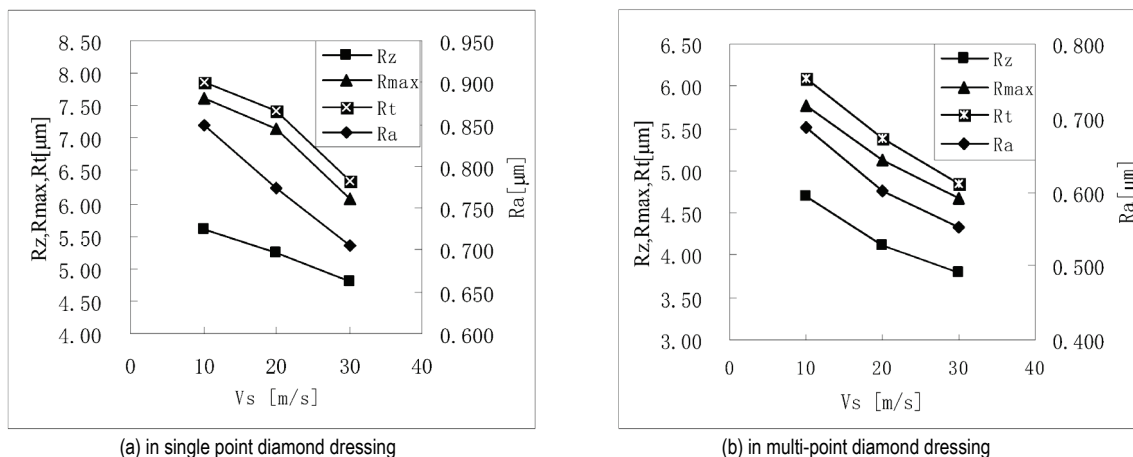 8.50
8.00
7.50
7.00
6.50
6.00
5.50
5.00
4.50
4.00
Rz,Rmax,Rt[μm]
0.950
0.900
0.850
0.800
0.750
0.700
0.650
0.600
Ra[μm]
Rz
Rmax
Rt
Ra
0 10 20 30 40
Vs [m/s]
(a) in single point diamond dressing
6.50
6.00
5.50
5.00
4.50
4.00
3.50
3.00
Rz,Rmax,Rt[μm]
0.800
0.700
0.600
0.500
0.400
Ra[μm]
Rz
Rmax
Rt
Ra
0 10 20 30 40
Vs [m/s]
(b) in multi-point diamond dressing